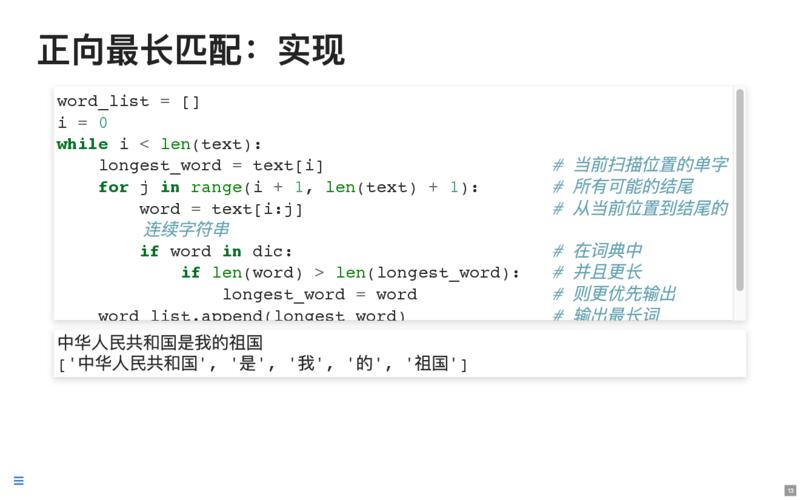 正向最长匹配：实现
word_list = []
i = 0
while i < len(text):
    longest_word = text[i]                      # 当前扫描位置的单字
    for j in range(i + 1, len(text) + 1):       # 所有可能的结尾
        word = text[i:j]                        # 从当前位置到结尾的
        连续字符串
        if word in dic:                         # 在词典中
            if len(word) > len(longest_word):   # 并且更长
                longest_word = word             # 则更优先输出
    word_list.append(longest_word)              # 输出最长词
中华人民共和国是我的祖国
['中华人民共和国', '是', '我', '的', '祖国']
13